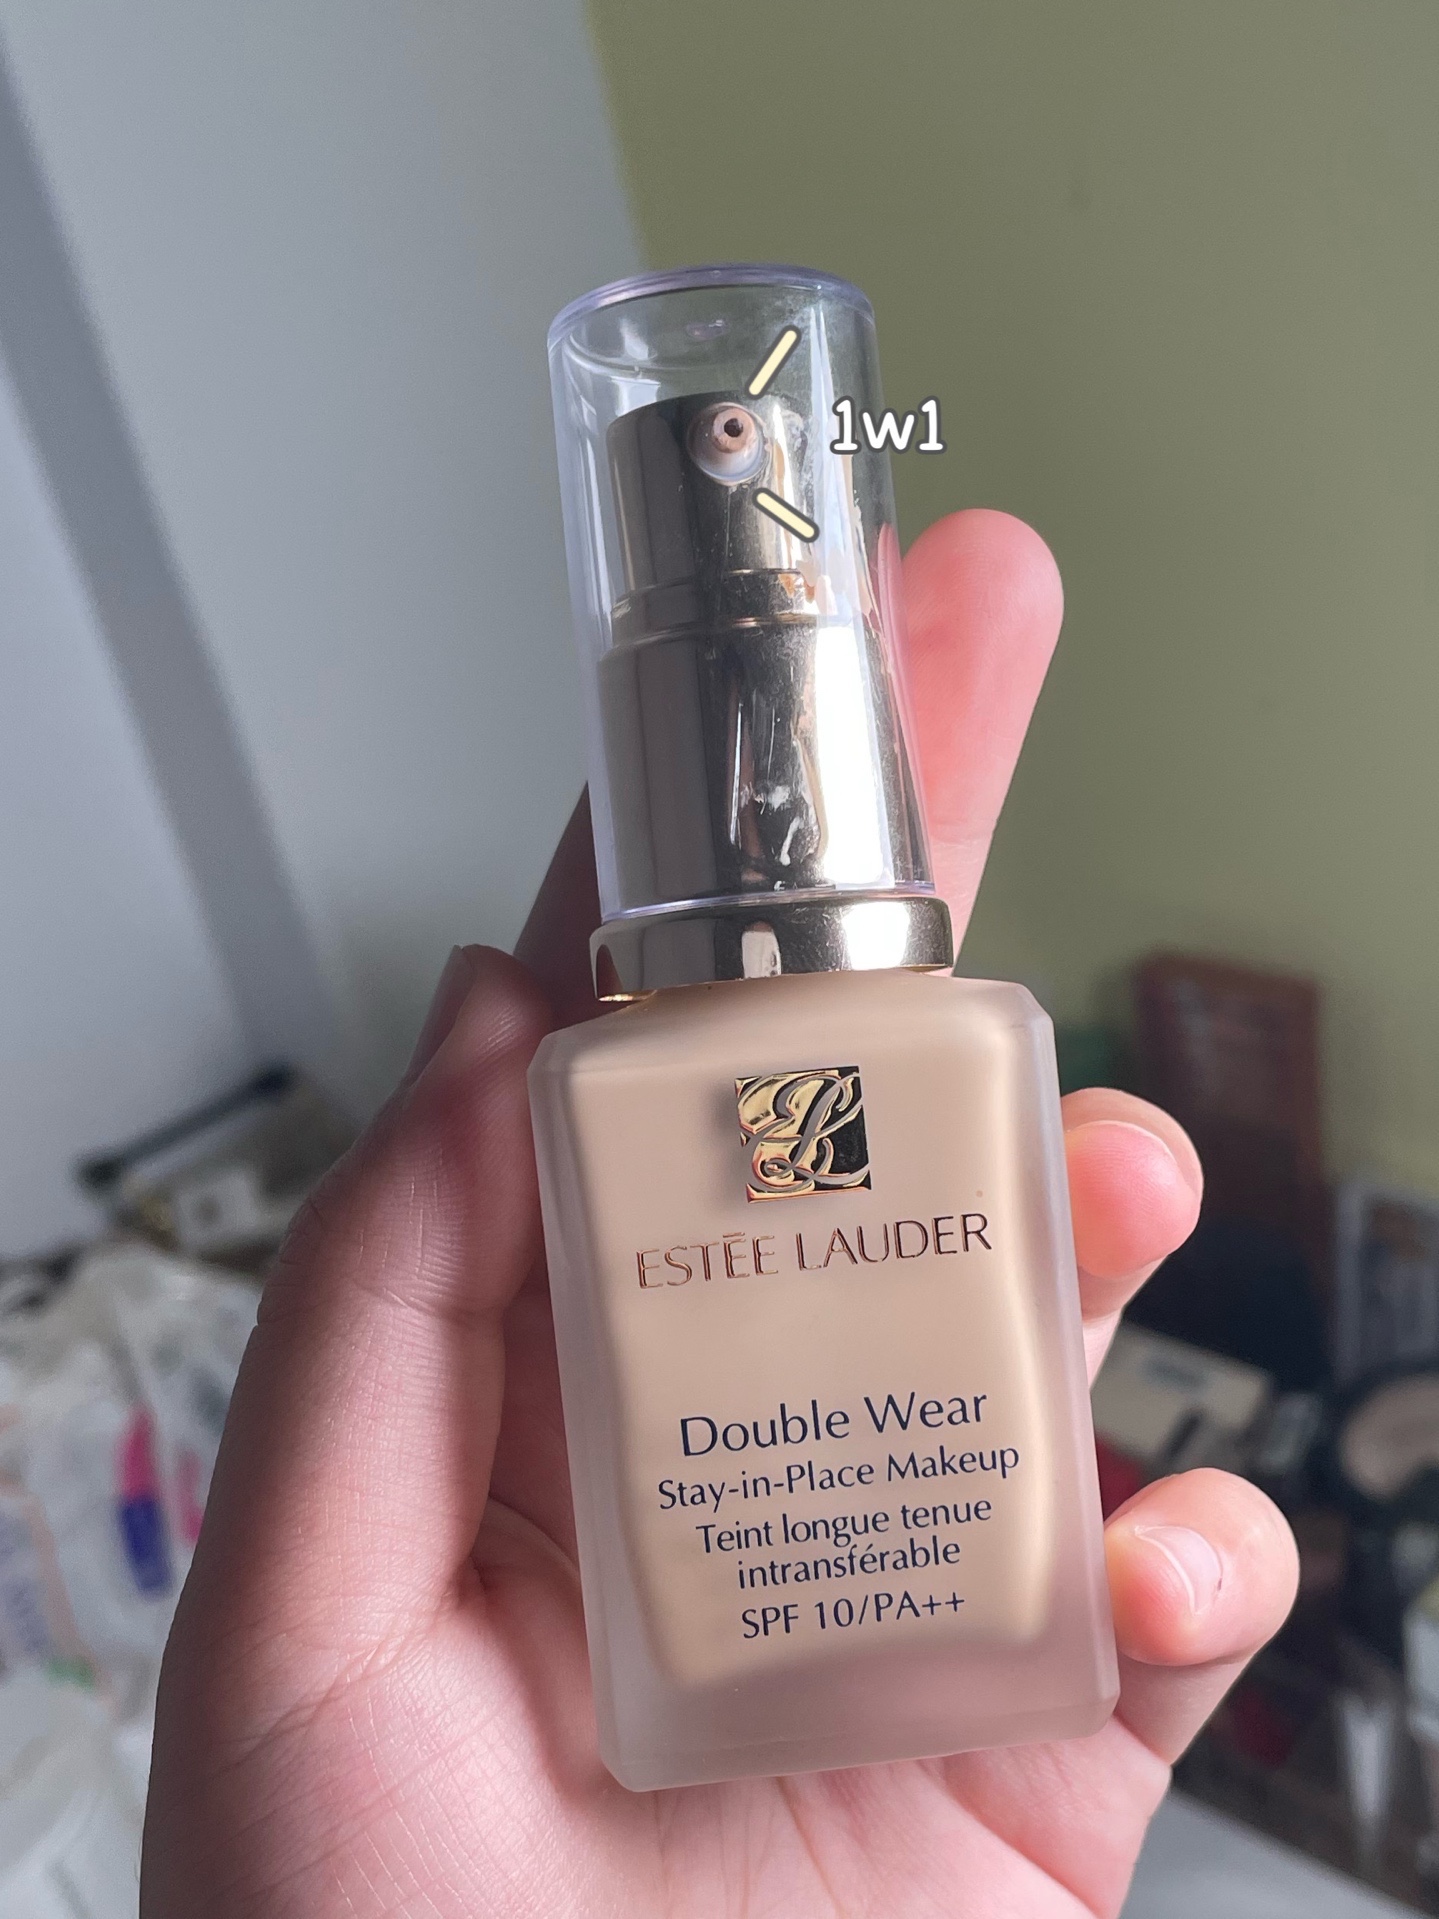 1w1
ESTĒE LAUDER
Double Wear
Stay-in-Place Makeup
Teint longue tenue
intransférable
SPF 10/PA++